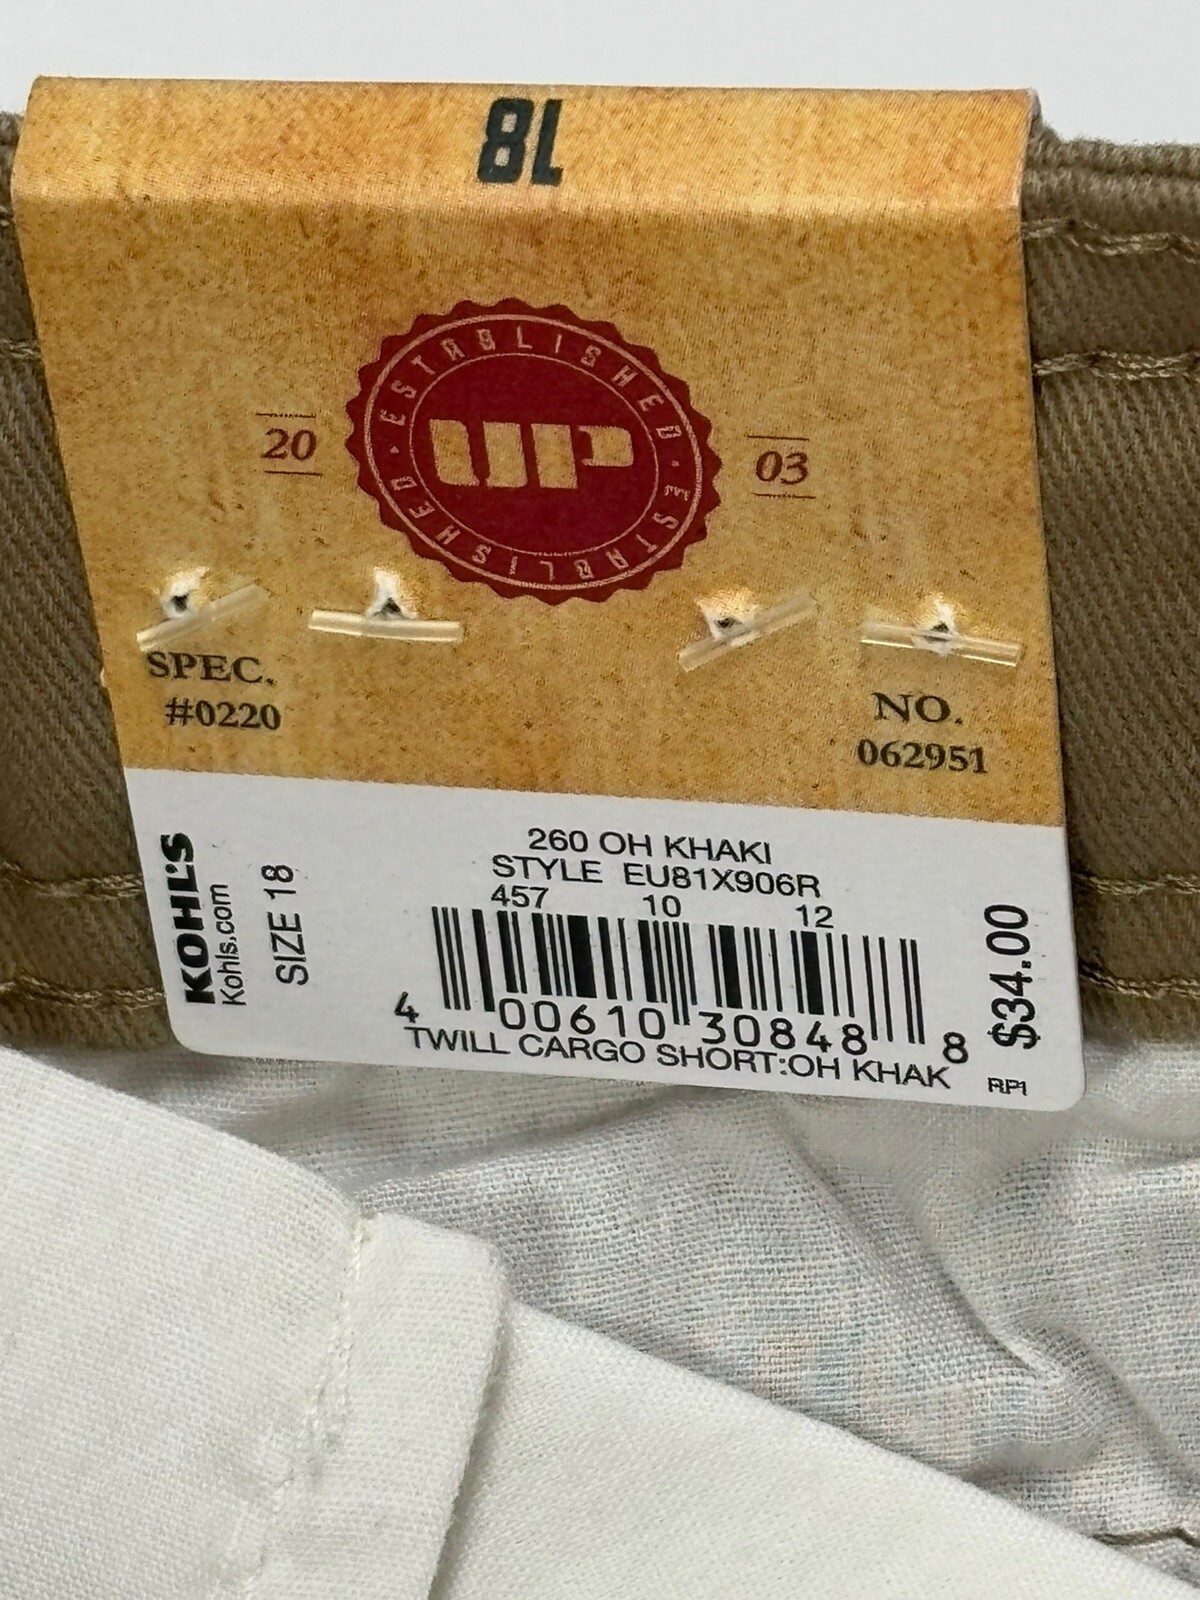 18
ESTABLISHED · ESTABLISHED ·
20
UP
03
SPEC.
#0220
NO.
062951
KOHL'S
Kohls.com
SIZE 18
260 OH KHAKI
STYLE EU81X906R
457 10 12
4 00610 30848 8
TWILL CARGO SHORT:OH KHAK
$34.00
RP1